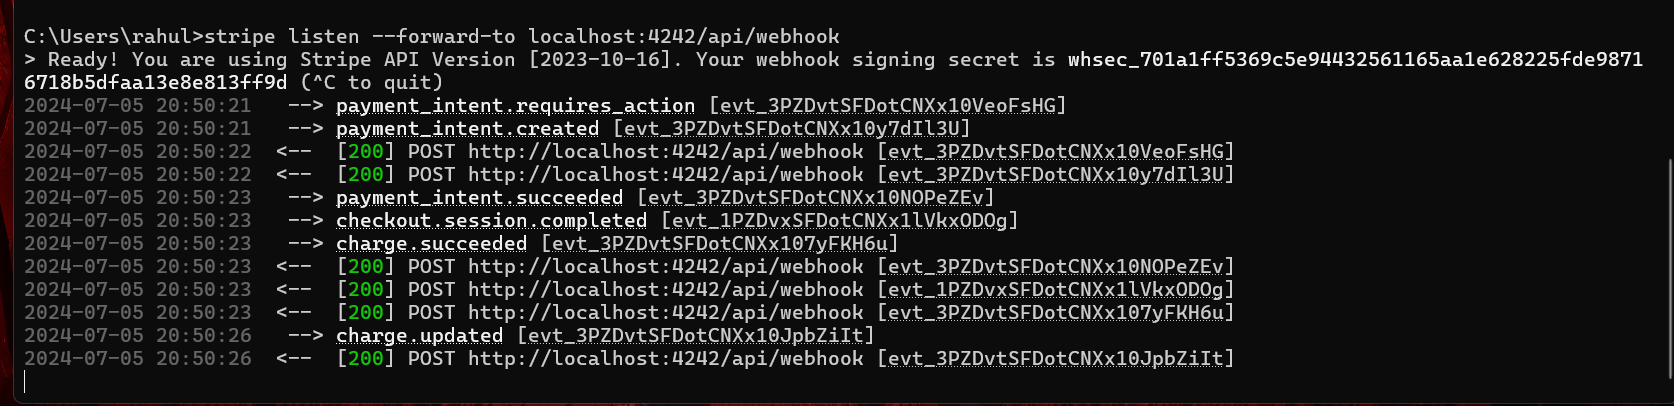 C:\Users\rahul>stripe listen --forward-to localhost:4242/api/webhook
> Ready! You are using Stripe API Version [2023-10-16]. Your webhook signing secret is whsec_701a1ff5369c5e94432561165aa1e628225fde9871
6718b5dfaa13e8e813ff9d (^C to quit)
2024-07-05 20:50:21   --> payment_intent.requires_action [evt_3PZDvtSFDotCNXx10VeoFsHG]
2024-07-05 20:50:21   --> payment_intent.created [evt_3PZDvtSFDotCNXx10y7dIl3U]
2024-07-05 20:50:22  <--  [200] POST http://localhost:4242/api/webhook [evt_3PZDvtSFDotCNXx10VeoFsHG]
2024-07-05 20:50:22  <--  [200] POST http://localhost:4242/api/webhook [evt_3PZDvtSFDotCNXx10y7dIl3U]
2024-07-05 20:50:23   --> payment_intent.succeeded [evt_3PZDvtSFDotCNXx10NOPeZEv]
2024-07-05 20:50:23   --> checkout.session.completed [evt_1PZDvxSFDotCNXx1lVkxODOg]
2024-07-05 20:50:23   --> charge.succeeded [evt_3PZDvtSFDotCNXx107yFKH6u]
2024-07-05 20:50:23  <--  [200] POST http://localhost:4242/api/webhook [evt_3PZDvtSFDotCNXx10NOPeZEv]
2024-07-05 20:50:23  <--  [200] POST http://localhost:4242/api/webhook [evt_1PZDvxSFDotCNXx1lVkxODOg]
2024-07-05 20:50:23  <--  [200] POST http://localhost:4242/api/webhook [evt_3PZDvtSFDotCNXx107yFKH6u]
2024-07-05 20:50:26   --> charge.updated [evt_3PZDvtSFDotCNXx10JpbZiIt]
2024-07-05 20:50:26  <--  [200] POST http://localhost:4242/api/webhook [evt_3PZDvtSFDotCNXx10JpbZiIt]